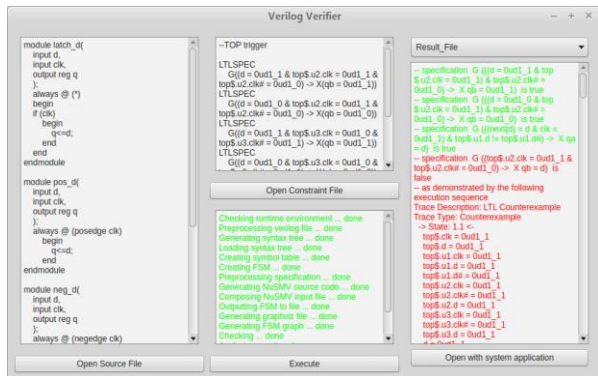 Verilog Verifier
module latch_d(
input d,
input clk,
output reg q
);
always @ (*)
begin
if (clk)
begin
q<=d;
end
end
endmodule
module pos_d(
input d,
input clk,
output reg q
);
always @ (posedge clk)
begin
q<=d;
end
endmodule
module neg_d(
input d,
input clk,
output reg q
);
always @ (negedge clk)
Open Source File
--TOP trigger
LTLSPEC
G((d = 0ud1_1 & top$.u2.clk = 0ud1_1 &
top$.u2.clk# = 0ud1_0) -> X(qb = 0ud1_1))
LTLSPEC
G((d = 0ud1_0 & top$.u2.clk = 0ud1_1 &
top$.u2.clk# = 0ud1_0) -> X(qb = 0ud1_0))
LTLSPEC
G((d = 0ud1_1 & top$.u3.clk = 0ud1_0 &
top$.u3.clk# = 0ud1_1) -> X(qc = 0ud1_1))
LTLSPEC
G((d = 0ud1_0 & top$.u3.clk = 0ud1_0 &
Open Constraint File
Checking runtime environment ... done
Preprocessing verilog file ... done
Generating syntax tree ... done
Loading syntax tree ... done
Creating symbol table ... done
Creating FSM ... done
Preprocessing specification ... done
Generating NuSMV source code ... done
Composing NuSMV input file ... done
Outputting FSM to file ... done
Generating graphviz file ... done
Generating FSM graph ... done
Checking ... done
Execute
Result_File
-- specification G (((d = 0ud1_1 & top
$.u2.clk = 0ud1_1) & top$.u2.clk# =
0ud1_0) -> X qb = 0ud1_1) is true
-- specification G (((d = 0ud1_0 & top
$.u2.clk = 0ud1_1) & top$.u2.clk# =
0ud1_0) -> X qb = 0ud1_0) is true
-- specification G (((next(d) = d & clk =
0ud1_1) & top$.u1.d != top$.u1.d#) -> X qa
= d) is true
-- specification G ((top$.u2.clk = 0ud1_1 &
top$.u2.clk# = 0ud1_0) -> X qb = d) is
false
-- as demonstrated by the following
execution sequence
Trace Description: LTL Counterexample
Trace Type: Counterexample
-> State: 1.1 <-
top$.clk = 0ud1_1
top$.d = 0ud1_1
top$.u1.clk = 0ud1_1
top$.u1.d = 0ud1_1
top$.u1.d# = 0ud1_1
top$.u2.clk = 0ud1_1
top$.u2.clk# = 0ud1_1
top$.u2.d = 0ud1_1
top$.u3.clk = 0ud1_1
top$.u3.clk# = 0ud1_1
top$.u3.d = 0ud1_1
Open with system application